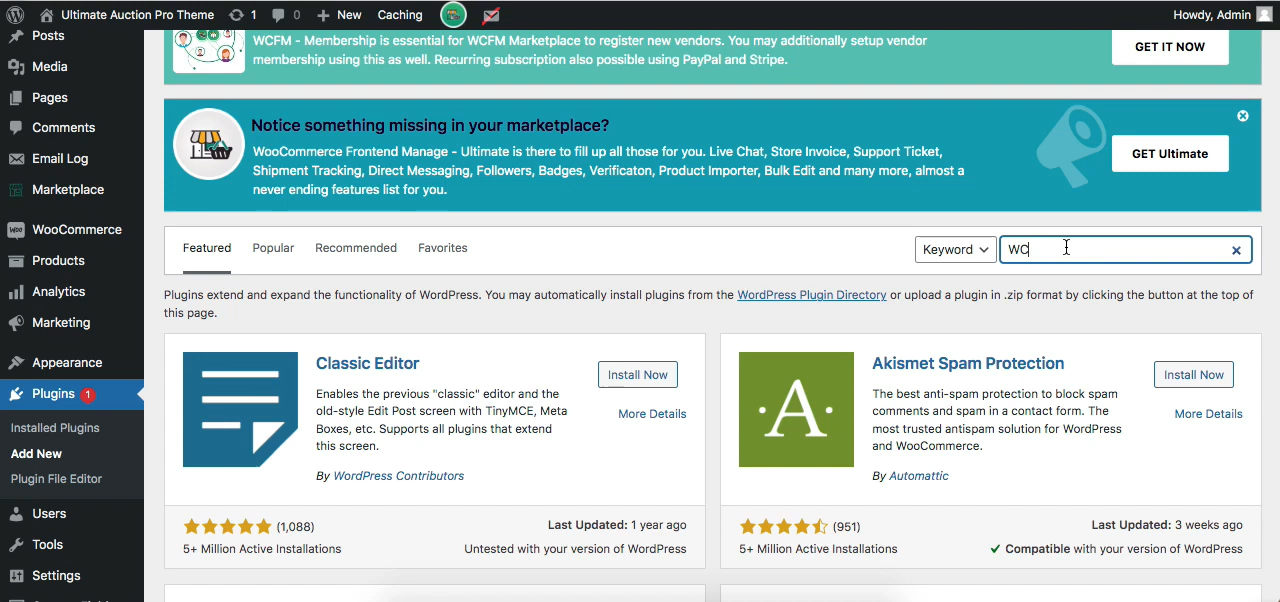 Ultimate Auction Pro Theme 1 0 New Caching Howdy, Admin
Posts
Media
Pages
Comments
Email Log
Marketplace
WooCommerce
Products
Analytics
Marketing
Appearance
Plugins 1
Installed Plugins
Add New
Plugin File Editor
Users
Tools
Settings
WCFM - Membership is essential for WCFM Marketplace to register new vendors. You may additionally setup vendor
membership using this as well. Recurring subscription also possible using PayPal and Stripe.
GET IT NOW
Notice something missing in your marketplace?
WooCommerce Frontend Manage - Ultimate is there to fill up all those for you. Live Chat, Store Invoice, Support Ticket,
Shipment Tracking, Direct Messaging, Followers, Badges, Verificaton, Product Importer, Bulk Edit and many more, almost a
never ending features list for you.
GET Ultimate
Featured Popular Recommended Favorites Keyword WC
Plugins extend and expand the functionality of WordPress. You may automatically install plugins from the WordPress Plugin Directory or upload a plugin in .zip format by clicking the button at the top of
this page.
Classic Editor
Install Now
More Details
Enables the previous "classic" editor and the
old-style Edit Post screen with TinyMCE, Meta
Boxes, etc. Supports all plugins that extend
this screen.
By WordPress Contributors
(1,088)
Last Updated: 1 year ago
5+ Million Active Installations
Untested with your version of WordPress
A
Akismet Spam Protection
Install Now
More Details
The best anti-spam protection to block spam
comments and spam in a contact form. The
most trusted antispam solution for WordPress
and WooCommerce.
By Automattic
(951)
Last Updated: 3 weeks ago
5+ Million Active Installations
Compatible with your version of WordPress